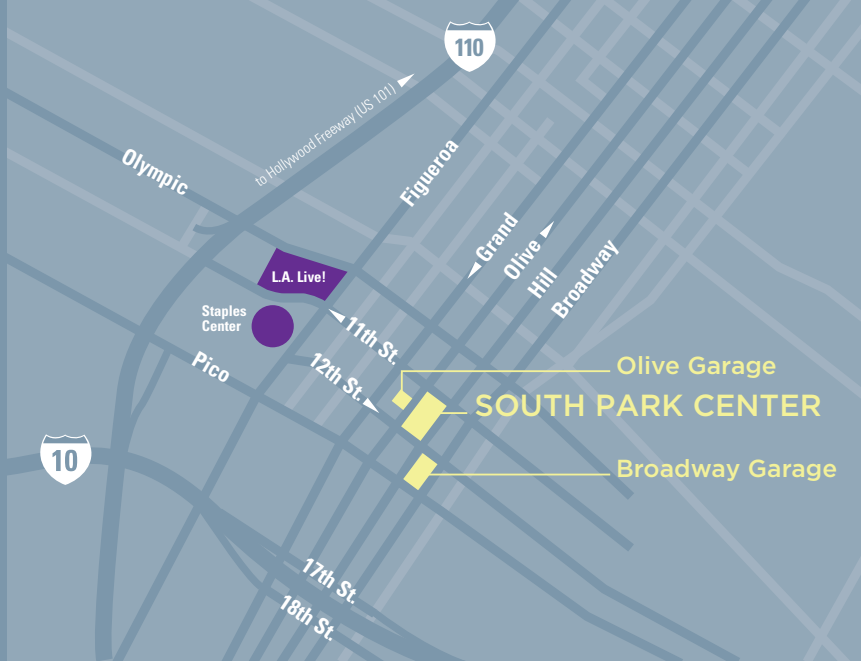 110
to Hollywood Freeway (US 101)
Olympic
Figueroa
Grand
Olive
Hill
Broadway
L.A. Live!
Staples
Center
11th St.
Pico
12th St.
Olive Garage
SOUTH PARK CENTER
10
Broadway Garage
17th St.
18th St.